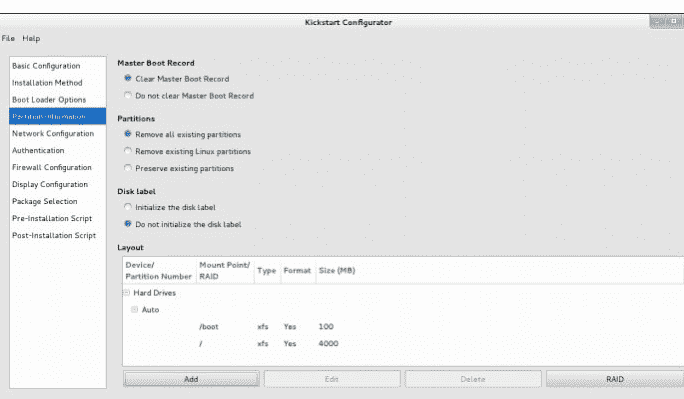 Kickstart Configurator
File Help
Basic Configuration
Installation Method
Boot Loader Options
Partition Information
Network Configuration
Authentication
Firewall Configuration
Display Configuration
Package Selection
Pre-Installation Script
Post-Installation Script
Master Boot Record
Clear Master Boot Record
Do not clear Master Boot Record
Partitions
Remove all existing partitions
Remove existing Linux partitions
Preserve existing partitions
Disk label
Initialize the disk label
Do not initialize the disk label
Layout
Device/ Mount Point/
Partition Number RAID Type Format Size (MB)
Hard Drives
Auto
/boot xfs Yes 100
/ xfs Yes 4000
Add Edit Delete RAID